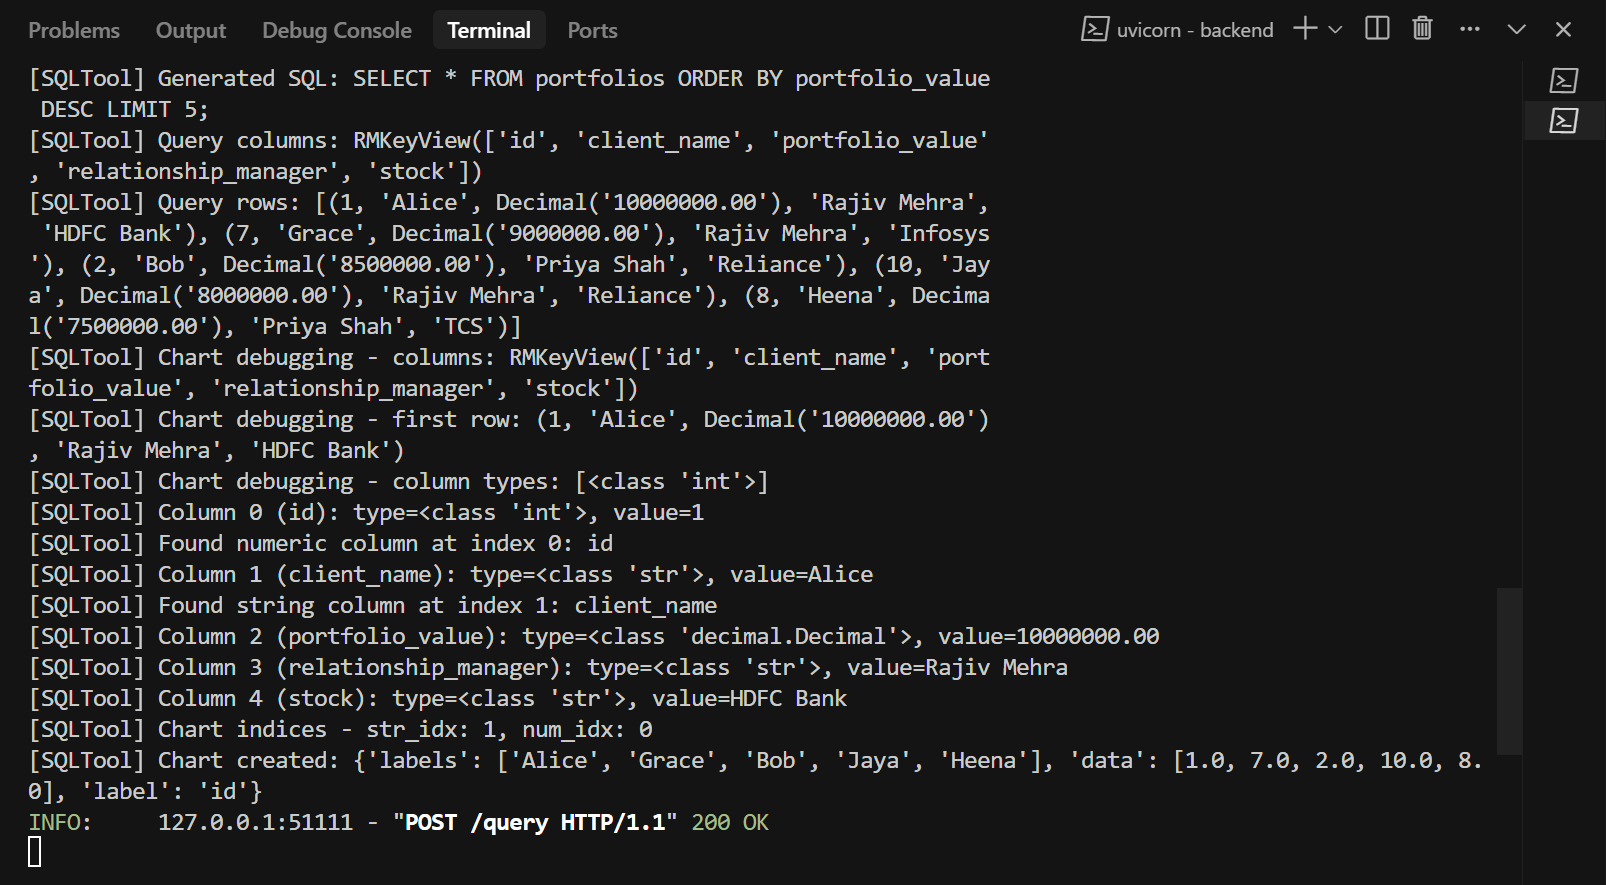 Problems Output Debug Console Terminal Ports uvicorn - backend
[SQLTool] Generated SQL: SELECT * FROM portfolios ORDER BY portfolio_value
 DESC LIMIT 5;
[SQLTool] Query columns: RMKeyView(['id', 'client_name', 'portfolio_value'
, 'relationship_manager', 'stock'])
[SQLTool] Query rows: [(1, 'Alice', Decimal('10000000.00'), 'Rajiv Mehra',
 'HDFC Bank'), (7, 'Grace', Decimal('9000000.00'), 'Rajiv Mehra', 'Infosys
'), (2, 'Bob', Decimal('8500000.00'), 'Priya Shah', 'Reliance'), (10, 'Jay
a', Decimal('8000000.00'), 'Rajiv Mehra', 'Reliance'), (8, 'Heena', Decima
l('7500000.00'), 'Priya Shah', 'TCS')]
[SQLTool] Chart debugging - columns: RMKeyView(['id', 'client_name', 'port
folio_value', 'relationship_manager', 'stock'])
[SQLTool] Chart debugging - first row: (1, 'Alice', Decimal('10000000.00')
, 'Rajiv Mehra', 'HDFC Bank')
[SQLTool] Chart debugging - column types: [<class 'int'>]
[SQLTool] Column 0 (id): type=<class 'int'>, value=1
[SQLTool] Found numeric column at index 0: id
[SQLTool] Column 1 (client_name): type=<class 'str'>, value=Alice
[SQLTool] Found string column at index 1: client_name
[SQLTool] Column 2 (portfolio_value): type=<class 'decimal.Decimal'>, value=10000000.00
[SQLTool] Column 3 (relationship_manager): type=<class 'str'>, value=Rajiv Mehra
[SQLTool] Column 4 (stock): type=<class 'str'>, value=HDFC Bank
[SQLTool] Chart indices - str_idx: 1, num_idx: 0
[SQLTool] Chart created: {'labels': ['Alice', 'Grace', 'Bob', 'Jaya', 'Heena'], 'data': [1.0, 7.0, 2.0, 10.0, 8.
0], 'label': 'id'}
INFO:     127.0.0.1:51111 - "POST /query HTTP/1.1" 200 OK